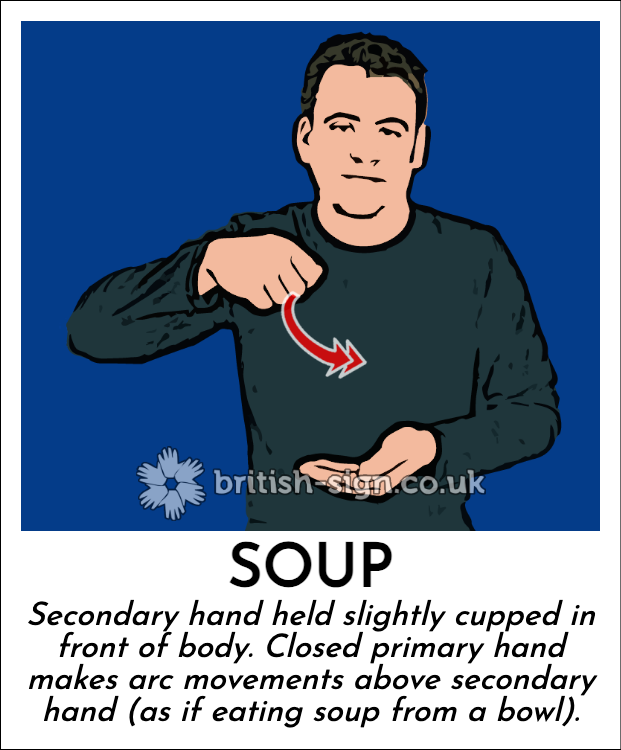 british-sign.co.uk
SOUP
Secondary hand held slightly cupped in
front of body. Closed primary hand
makes arc movements above secondary
hand (as if eating soup from a bowl).